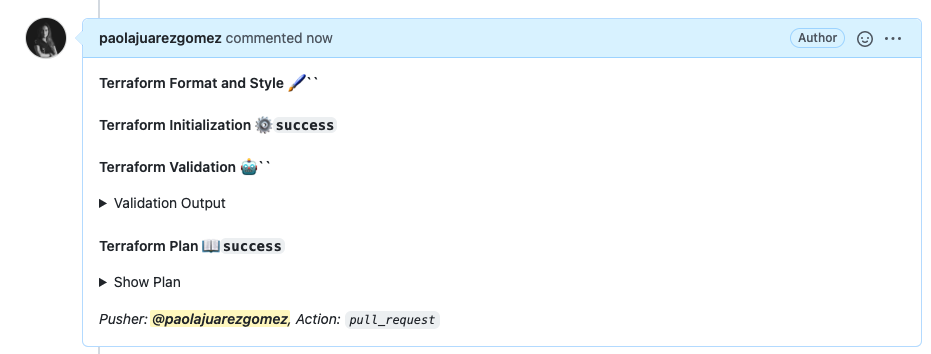 paolajuarezgomez commented now Author
Terraform Format and Style 🖌``
Terraform Initialization ⚙️success
Terraform Validation 🤖``
Validation Output
Terraform Plan 📖success
Show Plan
Pusher: @paolajuarezgomez, Action: pull_request